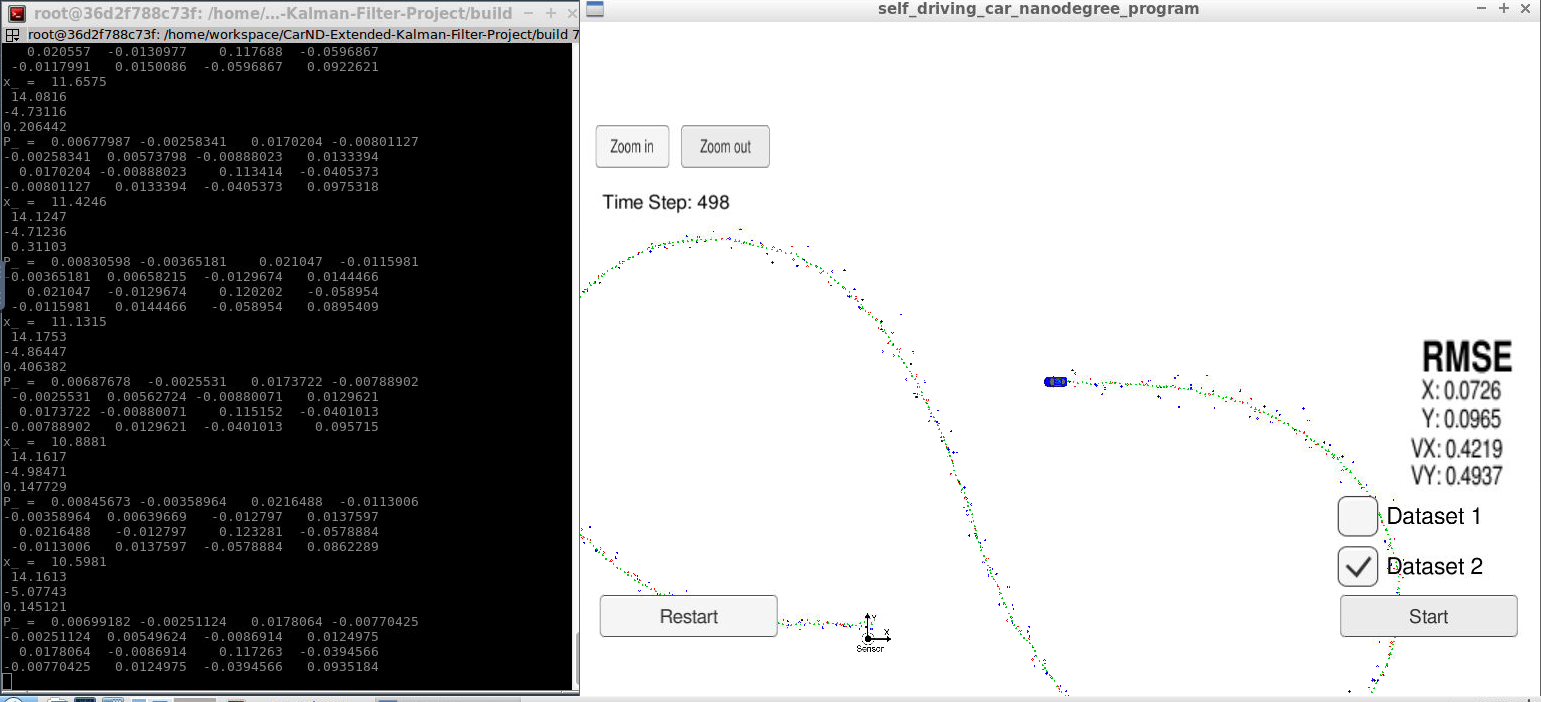 root@36d2f788c73f: /home/...-Kalman-Filter-Project/build
root@36d2f788c73f: /home/workspace/CarND-Extended-Kalman-Filter-Project/build 7
0.020557 -0.0130977 0.117688 -0.0596867
-0.0117991 0.0150086 -0.0596867 0.0922621
x_ = 11.6575
14.0816
-4.73116
0.206442
P_ = 0.00677987 -0.00258341 0.0170204 -0.00801127
-0.00258341 0.00573798 -0.00888023 0.0133394
0.0170204 -0.00888023 0.113414 -0.0405373
-0.00801127 0.0133394 -0.0405373 0.0975318
x_ = 11.4246
14.1247
-4.71236
0.31103
P_ = 0.00830598 -0.00365181 0.021047 -0.0115981
-0.00365181 0.00658215 -0.0129674 0.0144466
0.021047 -0.0129674 0.120202 -0.058954
-0.0115981 0.0144466 -0.058954 0.0895409
x_ = 11.1315
14.1753
-4.86447
0.406382
P_ = 0.00687678 -0.0025531 0.0173722 -0.00788902
-0.0025531 0.00562724 -0.00880071 0.0129621
0.0173722 -0.00880071 0.115152 -0.0401013
-0.00788902 0.0129621 -0.0401013 0.095715
x_ = 10.8881
14.1617
-4.98471
0.147729
P_ = 0.00845673 -0.00358964 0.0216488 -0.0113006
-0.00358964 0.00639669 -0.012797 0.0137597
0.0216488 -0.012797 0.123281 -0.0578884
-0.0113006 0.0137597 -0.0578884 0.0862289
x_ = 10.5981
14.1613
-5.07743
0.145121
P_ = 0.00699182 -0.00251124 0.0178064 -0.00770425
-0.00251124 0.00549624 -0.0086914 0.0124975
0.0178064 -0.0086914 0.117263 -0.0394566
-0.00770425 0.0124975 -0.0394566 0.0935184
self_driving_car_nanodegree_program
Zoom in
Zoom out
Time Step: 498
RMSE
X: 0.0726
Y: 0.0965
VX: 0.4219
VY: 0.4937
Dataset 1
Dataset 2
Restart
Start
Y
X
Sensor